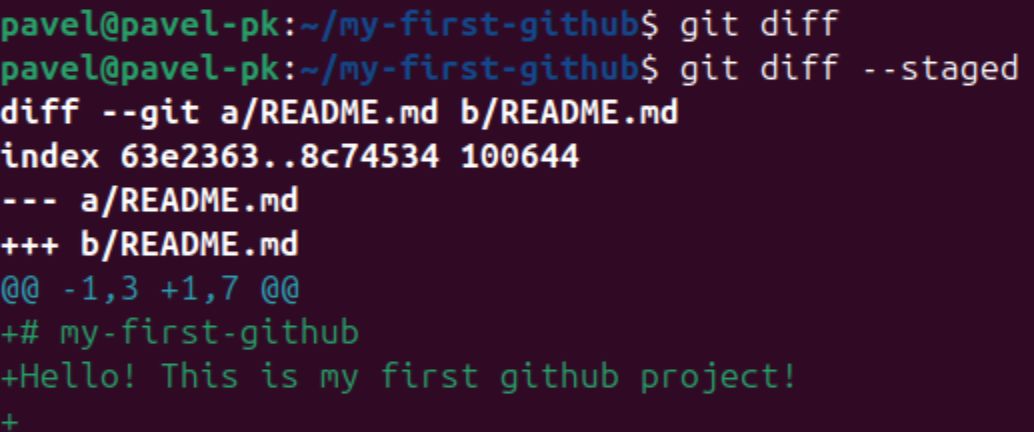 pavel@pavel-pk:~/my-first-github$ git diff
pavel@pavel-pk:~/my-first-github$ git diff --staged
diff --git a/README.md b/README.md
index 63e2363..8c74534 100644
--- a/README.md
+++ b/README.md
@@ -1,3 +1,7 @@
+# my-first-github
+Hello! This is my first github project!
+